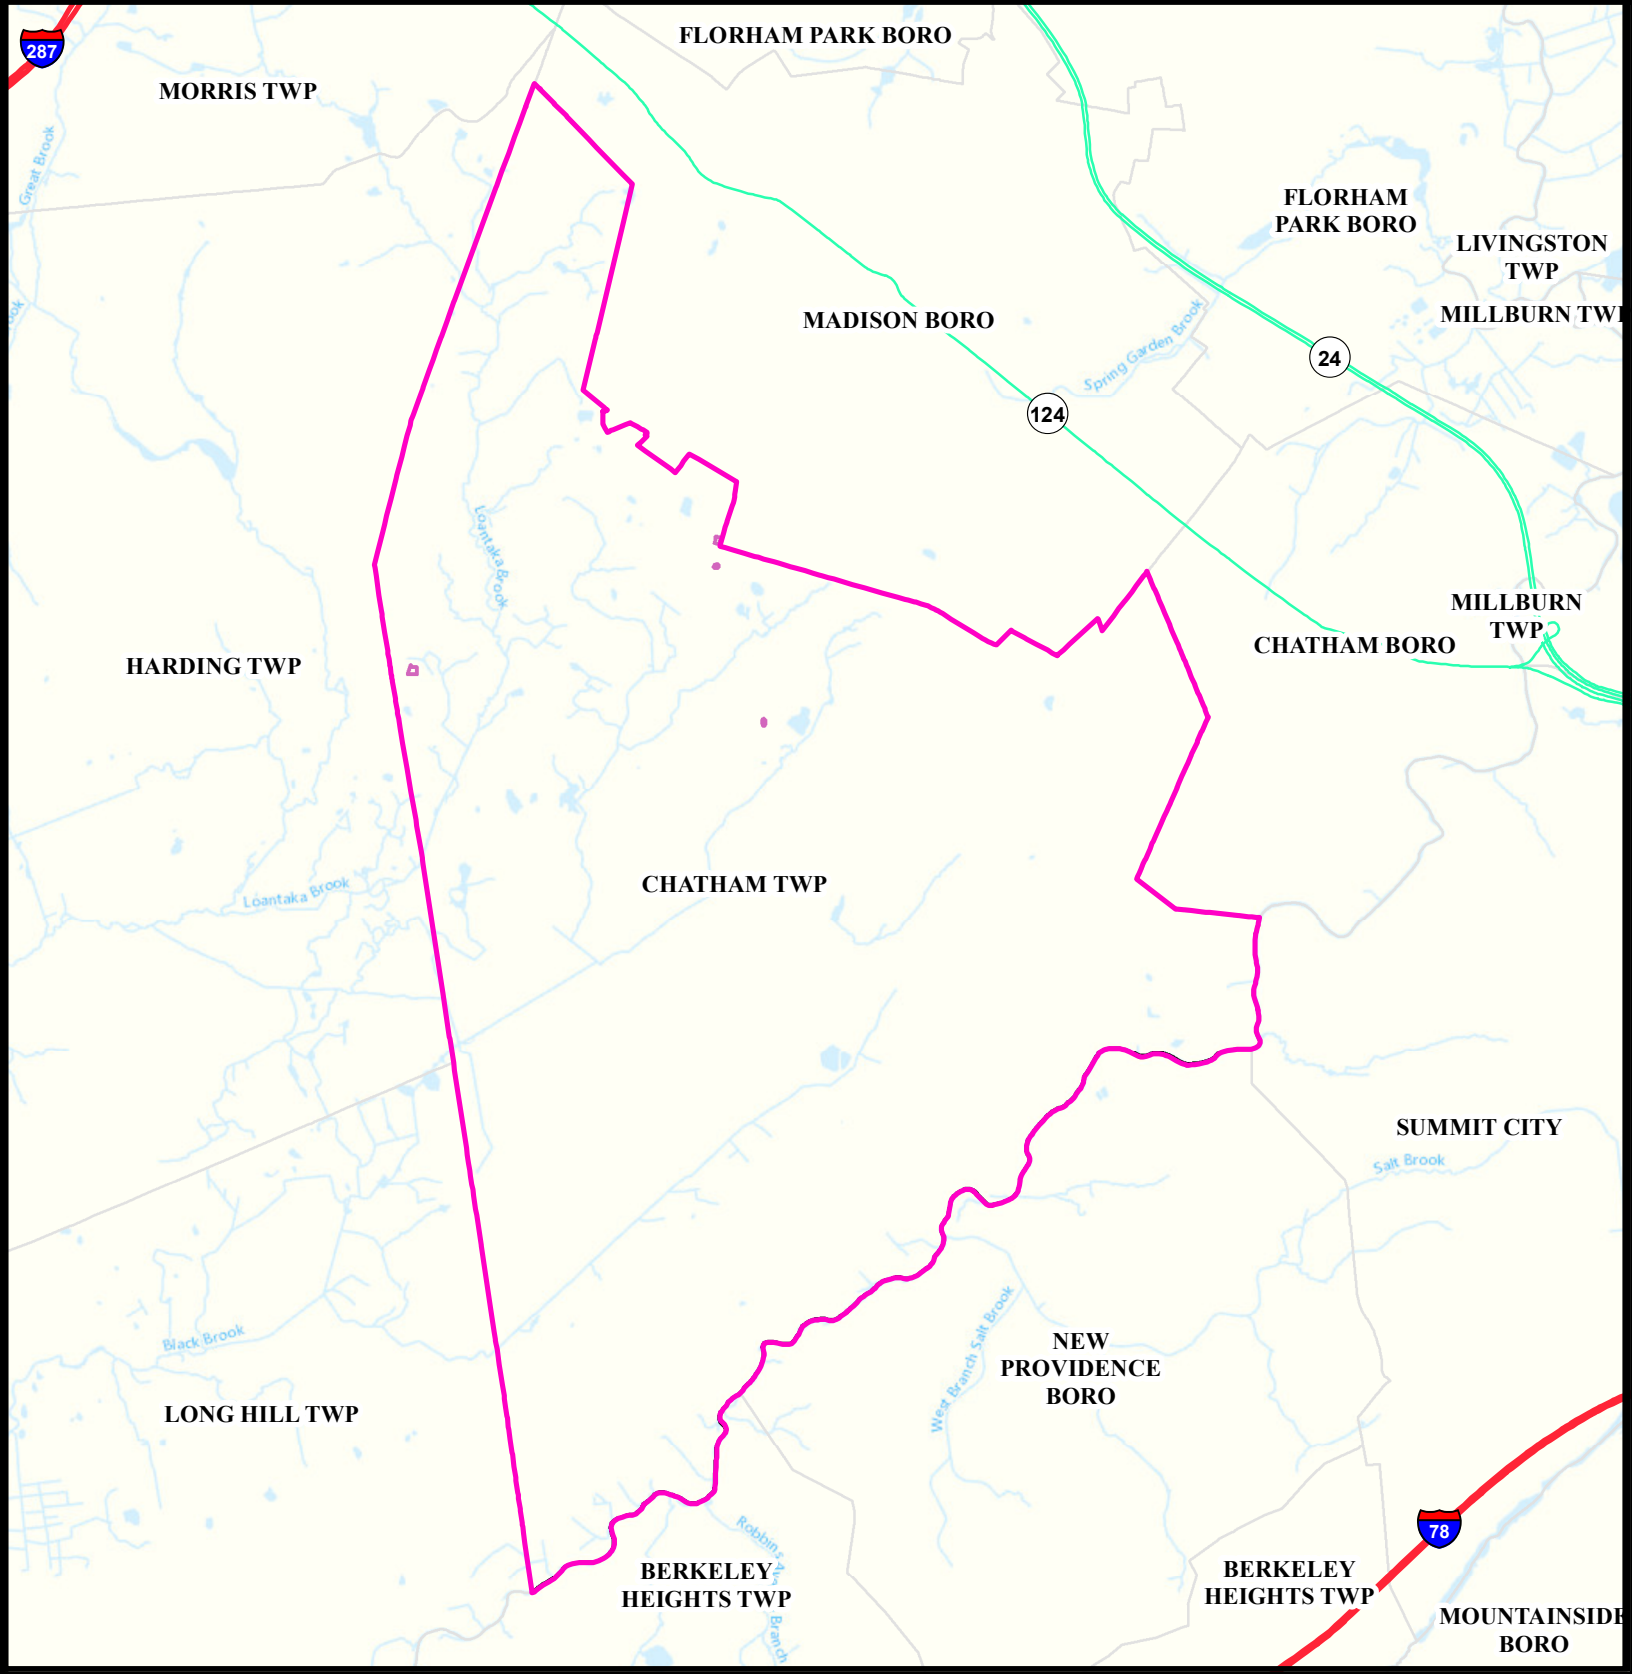 FLORHAM PARK BORO
287
MORRIS TWP
Great Brook
FLORHAM
PARK BORO
LIVINGSTON
TWP
MILLBURN TW
MADISON BORO
Spring Garden Brook
24
124
Loantaka Brook
MILLBURN
TWP
CHATHAM BORO
HARDING TWP
CHATHAM TWP
Loantaka Brook
SUMMIT CITY
Salt Brook
Black Brook
West Branch Salt Brook
NEW
PROVIDENCE
BORO
LONG HILL TWP
78
BERKELEY
HEIGHTS TWP
BERKELEY
HEIGHTS TWP
Branch
MOUNTAINSIDE
BORO